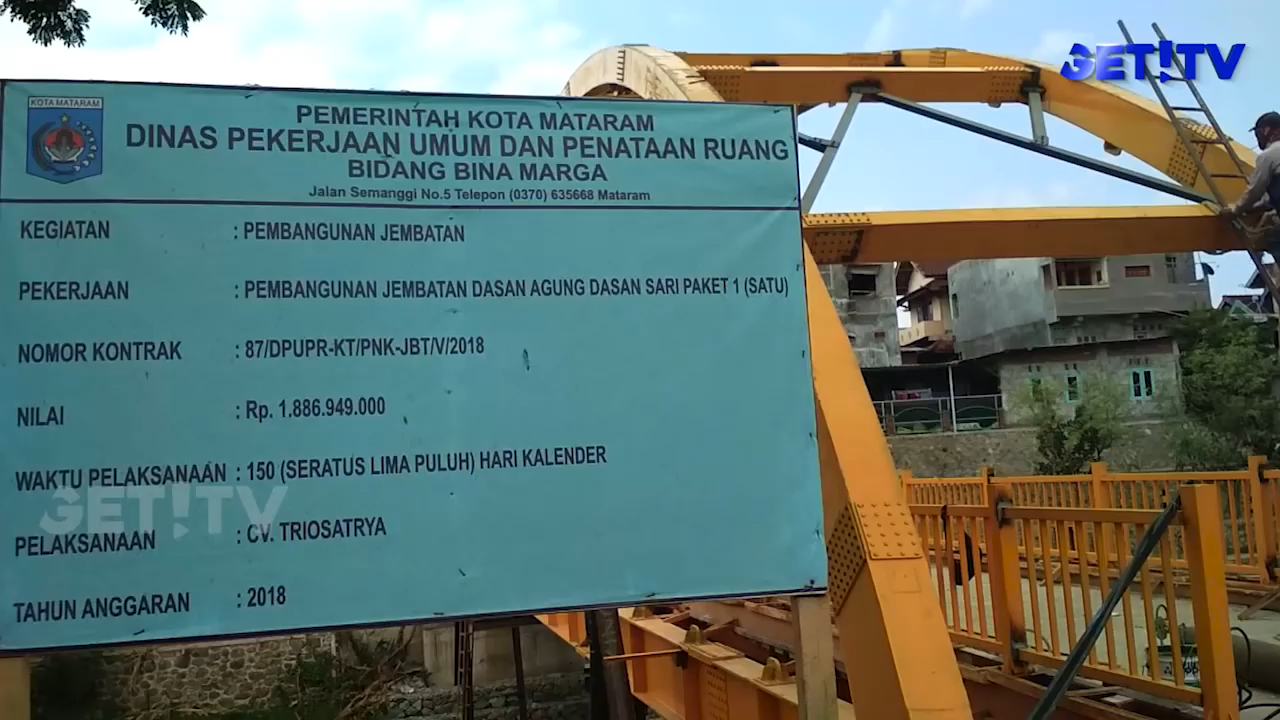 GET!TV
KOTA MATARAM
PEMERINTAH KOTA MATARAM
DINAS PEKERJAAN UMUM DAN PENATAAN RUANG
BIDANG BINA MARGA
Jalan Semanggi No.5 Telepon (0370) 635668 Mataram
KEGIATAN : PEMBANGUNAN JEMBATAN
PEKERJAAN : PEMBANGUNAN JEMBATAN DASAN AGUNG DASAN SARI PAKET 1 (SATU)
NOMOR KONTRAK : 87/DPUPR-KT/PNK-JBT/V/2018
NILAI : Rp. 1.886.949.000
WAKTU PELAKSANAAN : 150 (SERATUS LIMA PULUH) HARI KALENDER
GET!TV
PELAKSANAAN : CV. TRIOSATRYA
TAHUN ANGGARAN : 2018